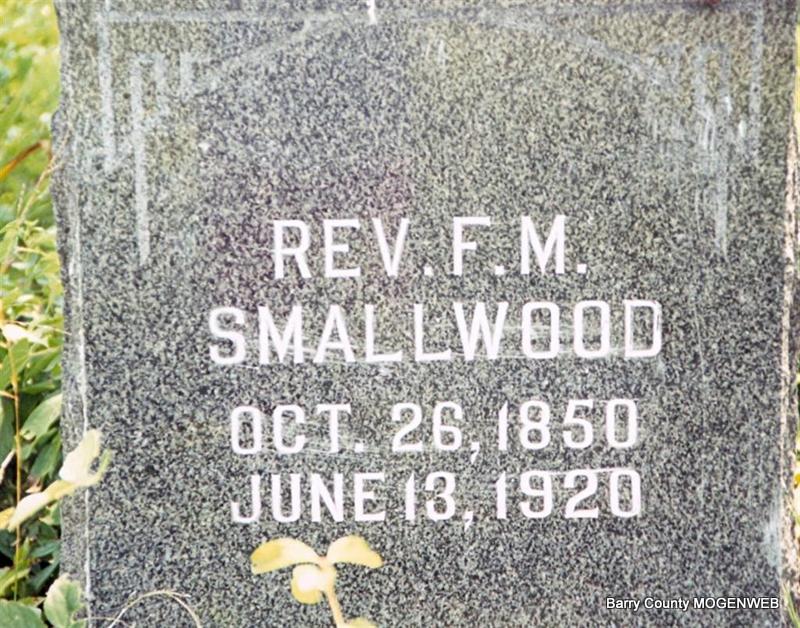 REV. F.M.
SMALLWOOD
OCT. 26, 1850
JUNE 13, 1920
Barry County MOGENWEB